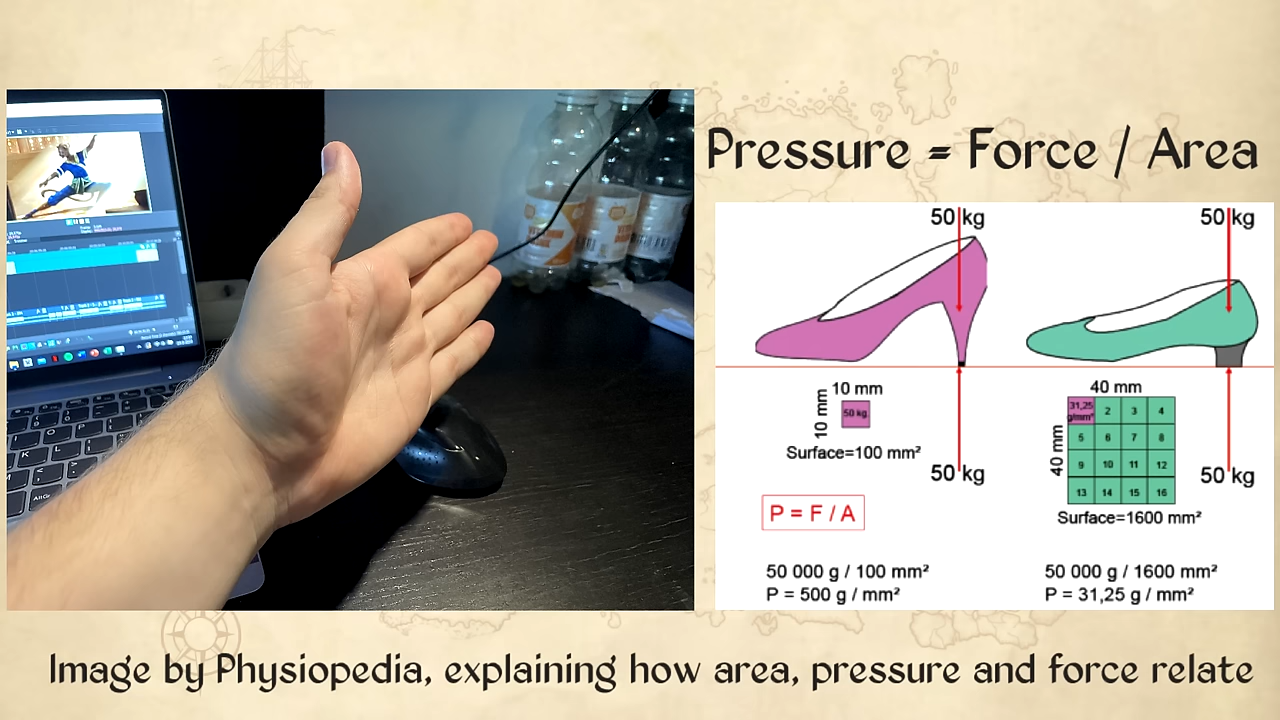 Pressure = Force / Area
50 kg
50 kg
10 mm
10 mm
50 kg
Surface=100 mm²
50 kg
40 mm
40 mm
31,25
g/mm²
2 3 4
5 6 7 8
9 10 11 12
13 14 15 16
50 kg
Surface=1600 mm²
P = F / A
50 000 g / 100 mm²
P = 500 g / mm²
50 000 g / 1600 mm²
P = 31,25 g / mm²
Image by Physiopedia, explaining how area, pressure and force relate